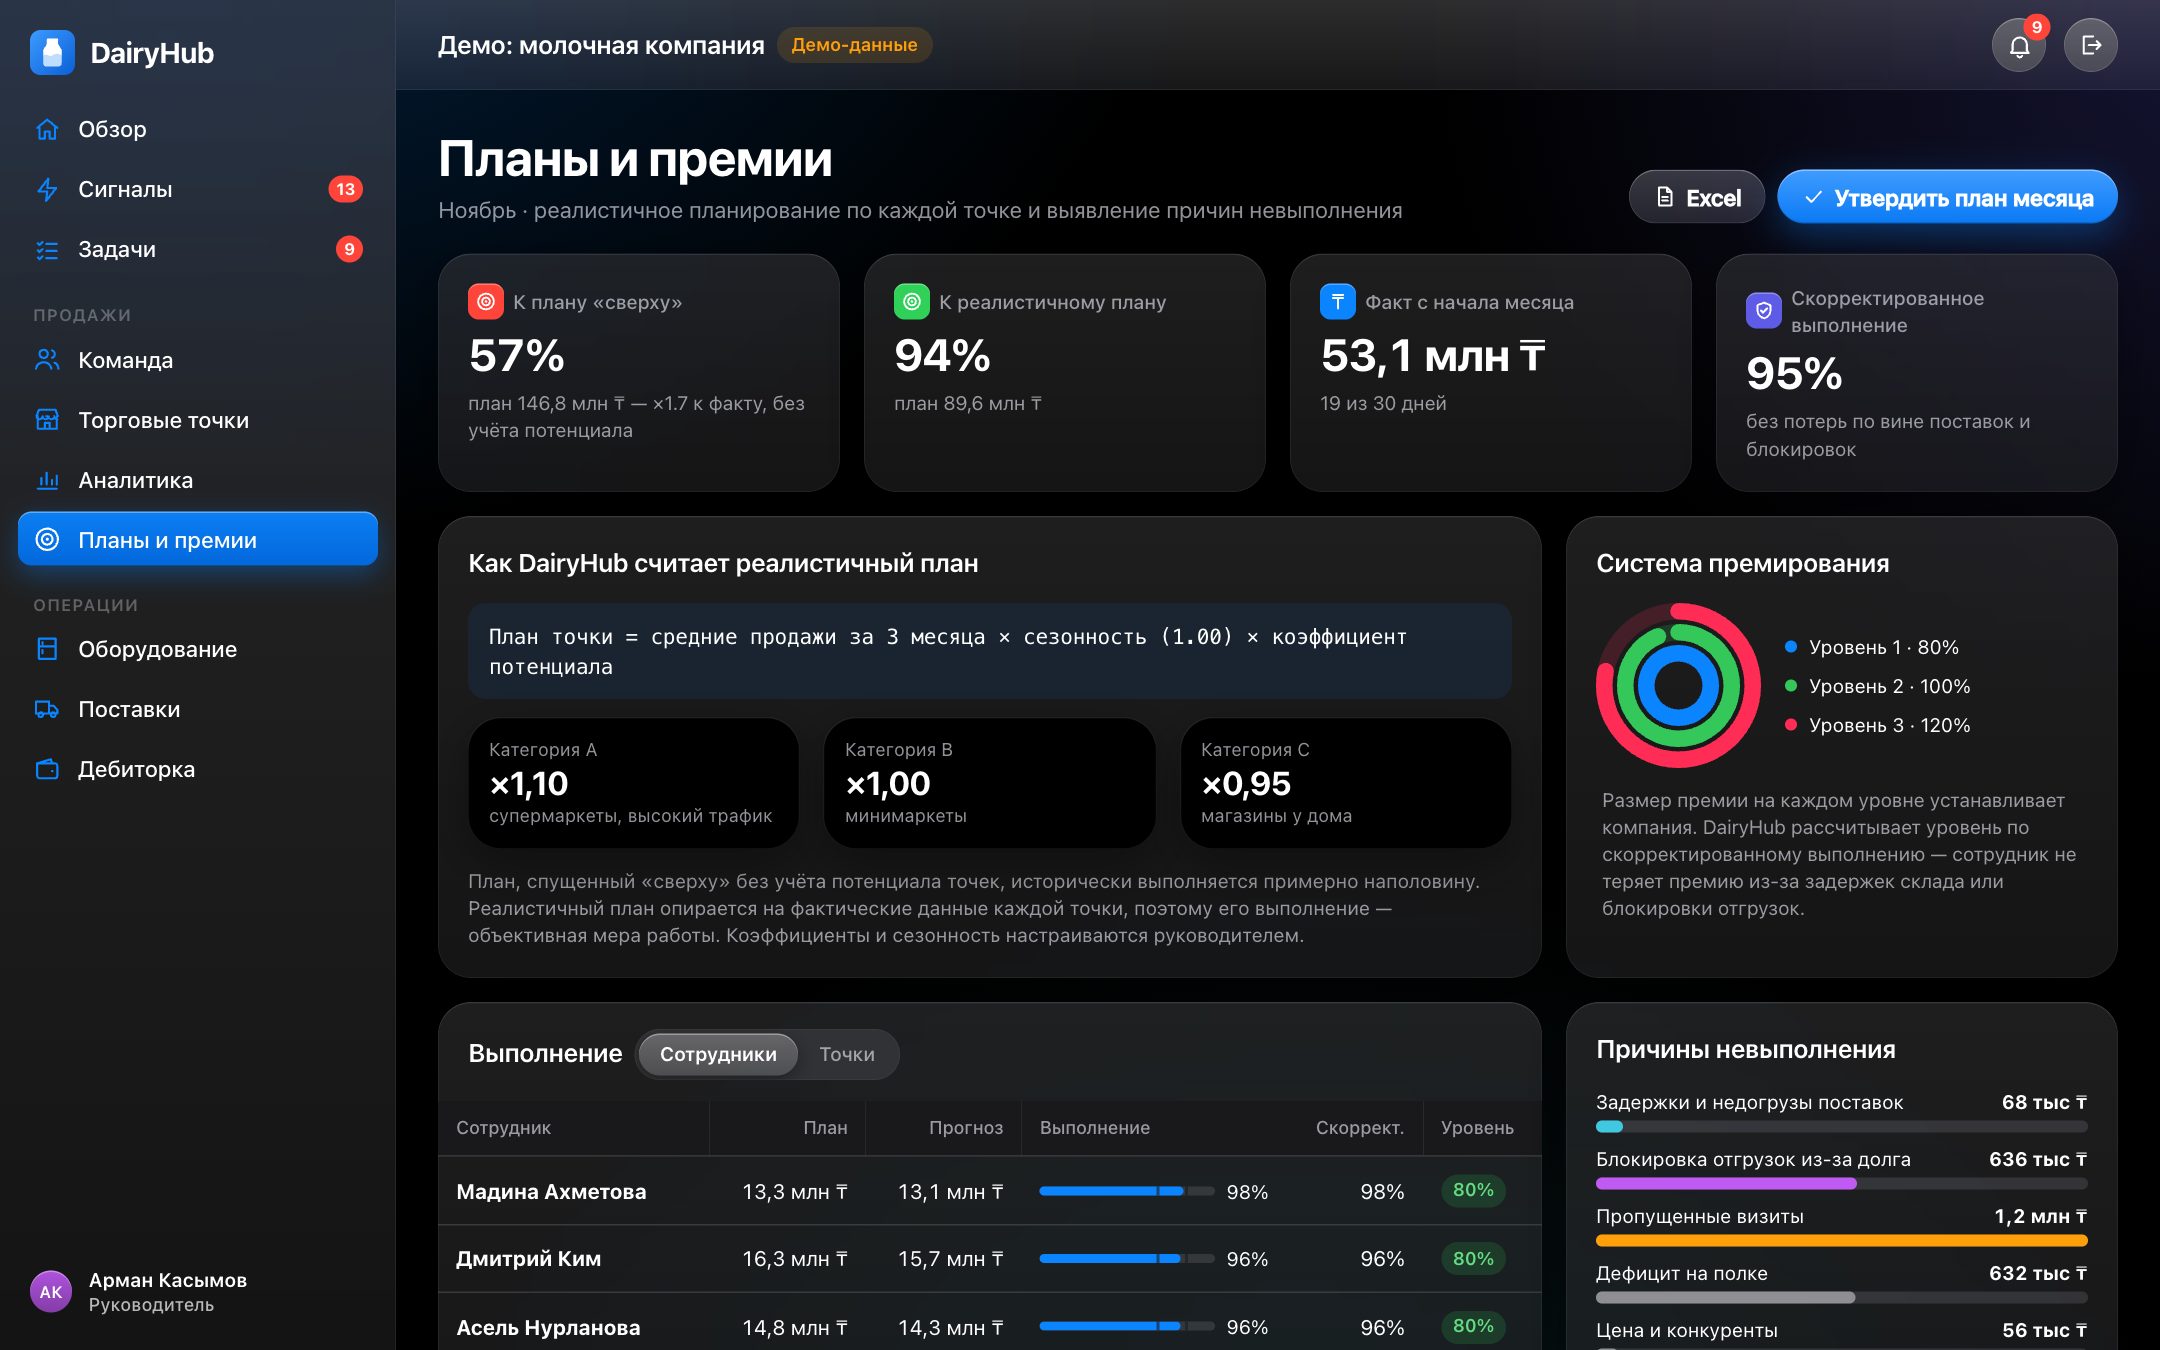 DairyHub
Обзор
Сигналы
13
Задачи
9
ПРОДАЖИ
Команда
Торговые точки
Аналитика
Планы и премии
ОПЕРАЦИИ
Оборудование
Поставки
Дебиторка
АК
Арман Касымов
Руководитель
Демо: молочная компания
Демо-данные
9
Планы и премии
Ноябрь · реалистичное планирование по каждой точке и выявление причин невыполнения
Excel
Утвердить план месяца
К плану «сверху»
57%
план 146,8 млн ₸ — ×1.7 к факту, без
учёта потенциала
К реалистичному плану
94%
план 89,6 млн ₸
₸
Факт с начала месяца
53,1 млн ₸
19 из 30 дней
Скорректированное
выполнение
95%
без потерь по вине поставок и
блокировок
Как DairyHub считает реалистичный план
План точки = средние продажи за 3 месяца × сезонность (1.00) × коэффициент
потенциала
Категория A
×1,10
супермаркеты, высокий трафик
Категория B
×1,00
минимаркеты
Категория C
×0,95
магазины у дома
План, спущенный «сверху» без учёта потенциала точек, исторически выполняется примерно наполовину.
Реалистичный план опирается на фактические данные каждой точки, поэтому его выполнение —
объективная мера работы. Коэффициенты и сезонность настраиваются руководителем.
Система премирования
Уровень 1 · 80%
Уровень 2 · 100%
Уровень 3 · 120%
Размер премии на каждом уровне устанавливает
компания. DairyHub рассчитывает уровень по
скорректированному выполнению — сотрудник не
теряет премию из-за задержек склада или
блокировки отгрузок.
Выполнение
Сотрудники
Точки
Сотрудник План Прогноз Выполнение Скоррект. Уровень
Мадина Ахметова 13,3 млн ₸ 13,1 млн ₸ 98% 98% 80%
Дмитрий Ким 16,3 млн ₸ 15,7 млн ₸ 96% 96% 80%
Асель Нурланова 14,8 млн ₸ 14,3 млн ₸ 96% 96% 80%
Причины невыполнения
Задержки и недогрузы поставок 68 тыс ₸
Блокировка отгрузок из-за долга 636 тыс ₸
Пропущенные визиты 1,2 млн ₸
Дефицит на полке 632 тыс ₸
Цена и конкуренты 56 тыс ₸